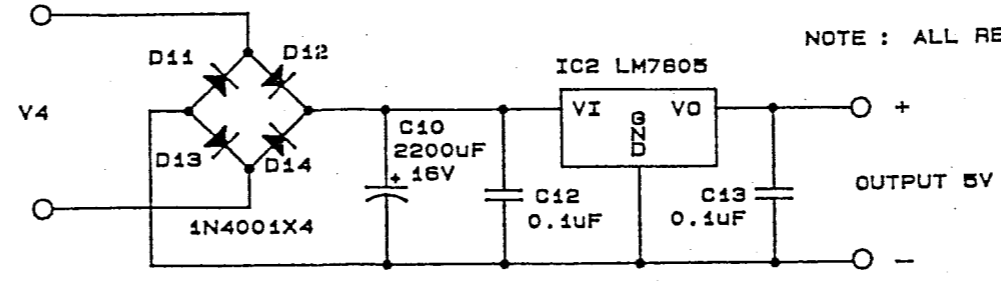 NOTE : ALL RE
D11
D12
IC2 LM7805
V4
VI
VO
GND
+
C10
2200uF
+ 16V
D13
D14
C12
0.1uF
C13
0.1uF
OUTPUT 5V
1N4001X4
−